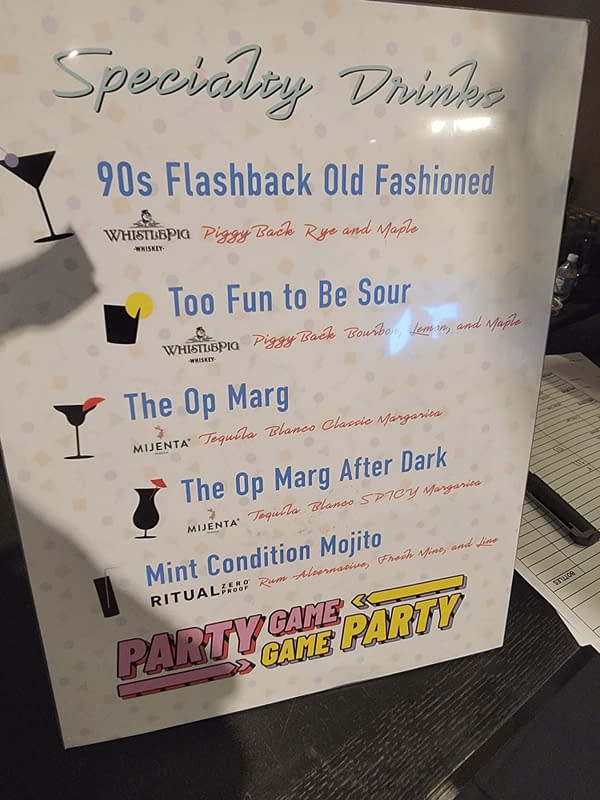 Specialty Drinks
90s Flashback Old Fashioned
WHISTLEPIG
-WHISKEY-
PiggyBack Rye and Maple
Too Fun to Be Sour
WHISTLEPIG
-WHISKEY-
PiggyBack Bourbon, Lemon, and Maple
The Op Marg
MIJENTA
Tequila Blanco Classic Margarita
The Op Marg After Dark
MIJENTA
Tequila Blanco SPICY Margarita
Mint Condition Mojito
RITUAL ZERO PROOF
Rum Alternative, Fresh Mint, and Lime
PARTY GAME
GAME PARTY
BOTTLES